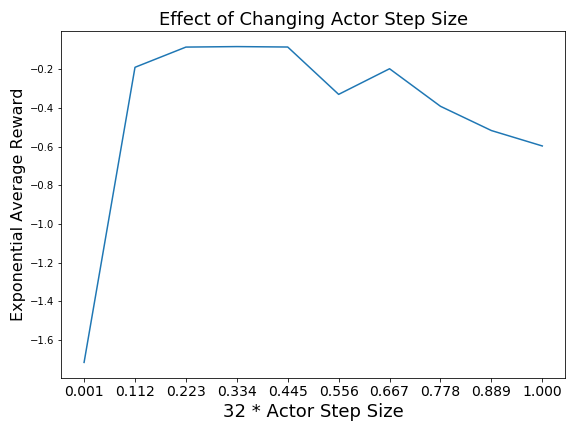 Effect of Changing Actor Step Size
Exponential Average Reward
−0.2
−0.4
−0.6
−0.8
−1.0
−1.2
−1.4
−1.6
0.001 0.112 0.223 0.334 0.445 0.556 0.667 0.778 0.889 1.000
32 * Actor Step Size